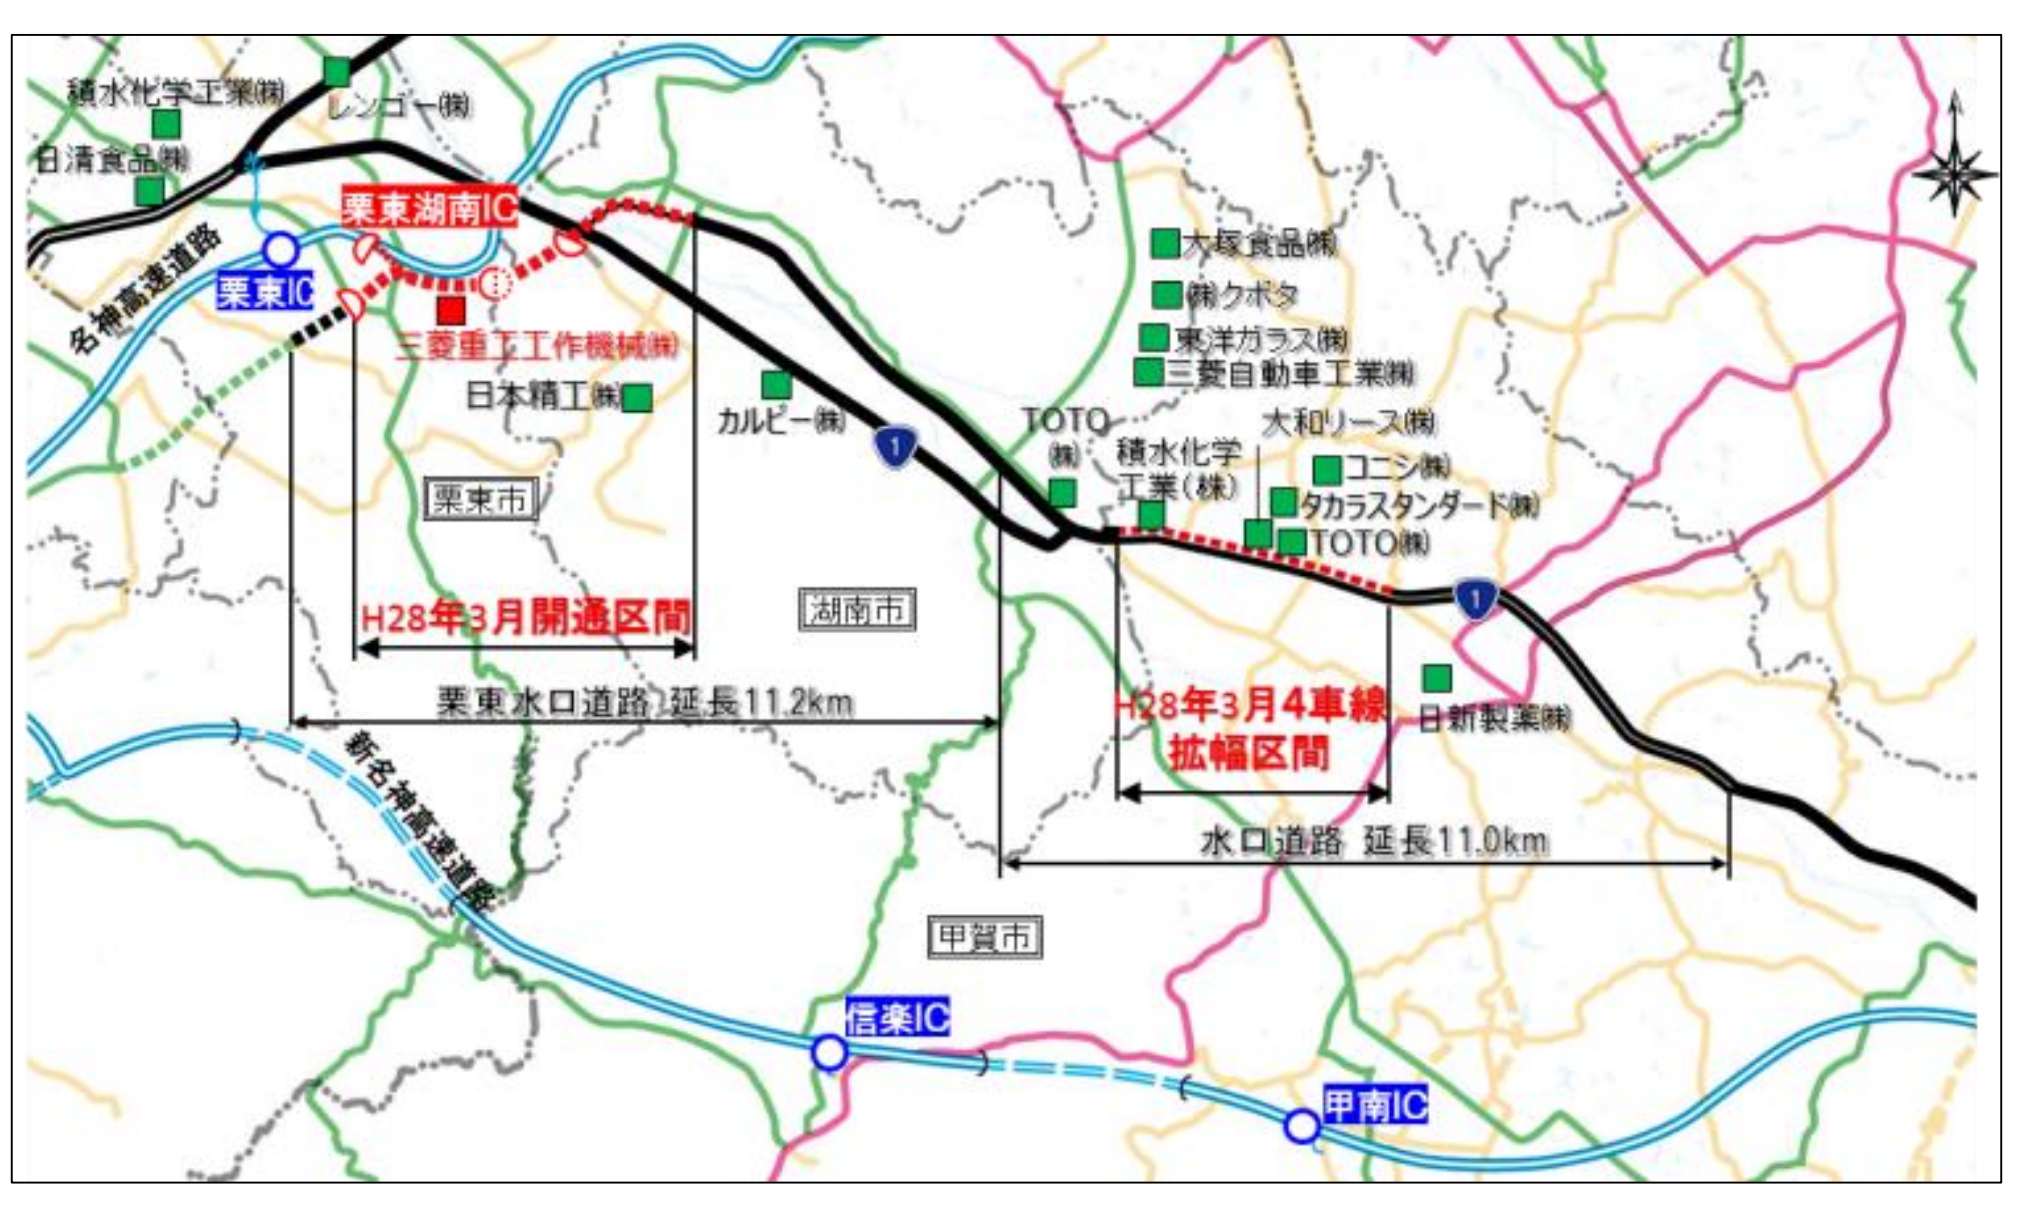 積水化学工業㈱
レンゴー㈱
日清食品㈱
栗東湖南IC
名神高速道路
栗東IC
三菱重工工作機械㈱
日本精工㈱
カルビー㈱
1
大塚食品㈱
㈱クボタ
東洋ガラス㈱
三菱自動車工業㈱
TOTO
㈱
大和リース㈱
積水化学
工業(株)
コニシ㈱
タカラスタンダード㈱
TOTO㈱
栗東市
湖南市
1
H28年3月開通区間
栗東水口道路 延長11.2km
H28年3月4車線
拡幅区間
日新製薬㈱
新名神高速道路
水口道路 延長11.0km
甲賀市
信楽IC
甲南IC